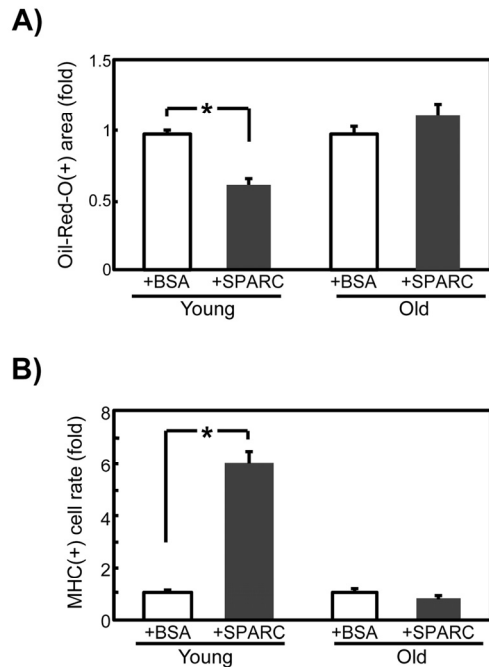 A)
Oil-Red-O(+) area (fold)
1.5
1
0.5
0
*
+BSA +SPARC +BSA +SPARC
Young Old
B)
MHC(+) cell rate (fold)
8
6
4
2
0
*
+BSA +SPARC +BSA +SPARC
Young Old